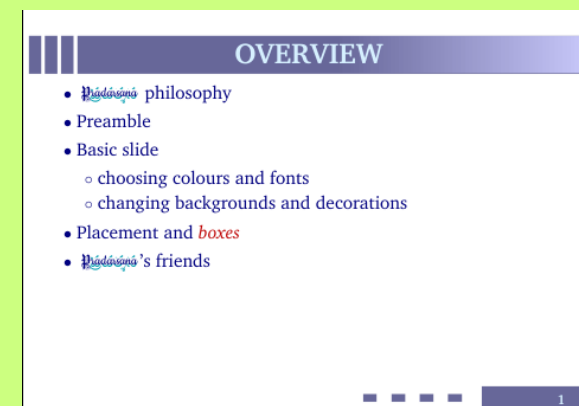 OVERVIEW
• philosophy
• Preamble
• Basic slide
◦ choosing colours and fonts
◦ changing backgrounds and decorations
• Placement and boxes
• 's friends
1